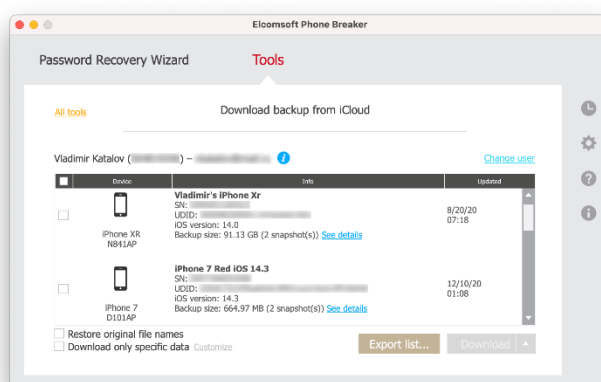 Elcomsoft Phone Breaker
Password Recovery Wizard Tools
All tools
Download backup from iCloud
Vladimir Katalov ( ) –
Change user
Device Info Updated
Vladimir's iPhone Xr
SN:
UDID:
iOS version: 14.0
Backup size: 91.13 GB (2 snapshot(s)) See details
iPhone XR
N841AP
8/20/20
07:18
iPhone 7 Red iOS 14.3
SN:
UDID:
iOS version: 14.3
Backup size: 664.97 MB (2 snapshot(s)) See details
iPhone 7
D101AP
12/10/20
01:08
Restore original file names
Download only specific data Customize
Export list...
Download